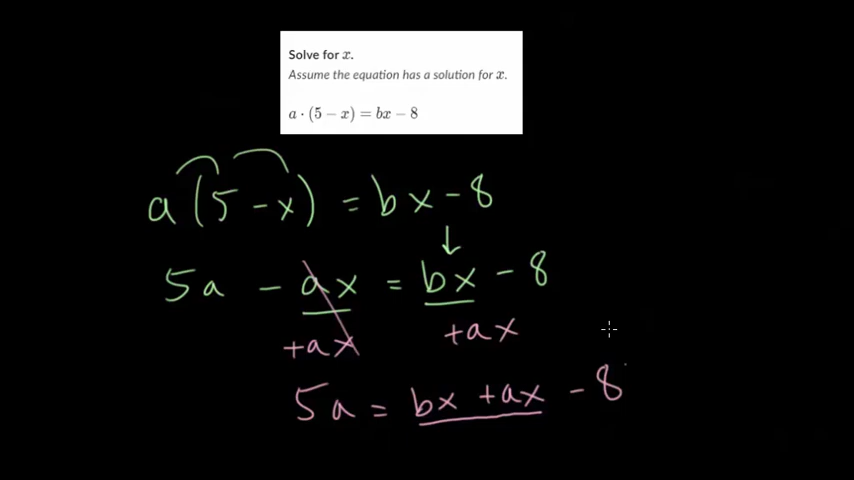 Solve for x.
Assume the equation has a solution for x.
a · (5 − x) = bx − 8
a (5 - x) = bx - 8
5a - ax = bx - 8
+ax +ax
5a = bx + ax - 8